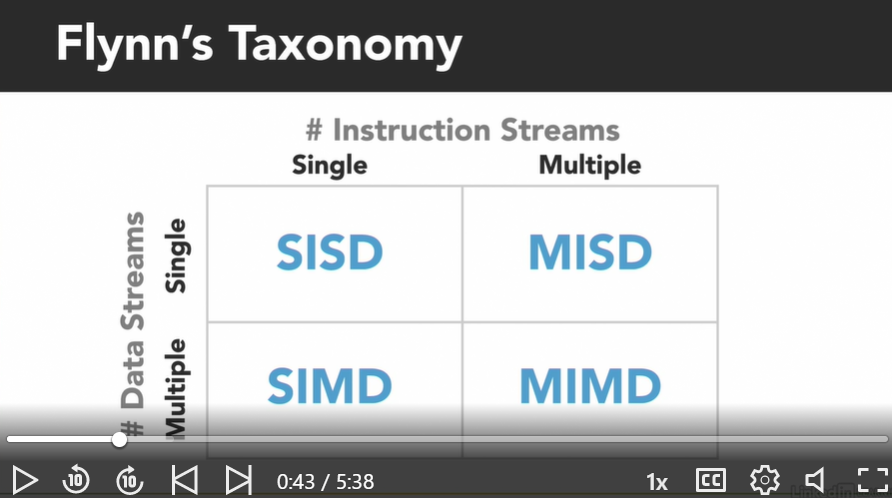 Flynn's Taxonomy
# Instruction Streams
Single Multiple
# Data Streams
Single
SISD MISD
Multiple
SIMD MIMD
10 10 0:43 / 5:38 1x CC